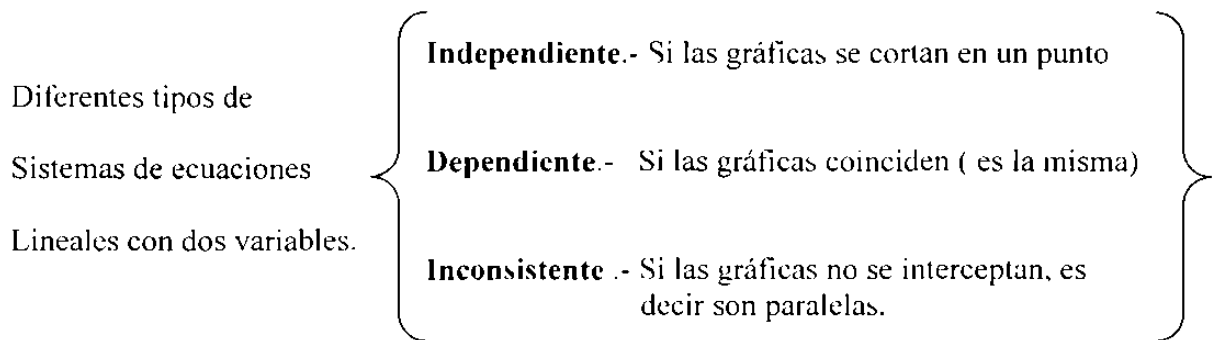 Diferentes tipos de
Sistemas de ecuaciones
Lineales con dos variables.
Independiente.- Si las gráficas se cortan en un punto
Dependiente.- Si las gráficas coinciden ( es la misma)
Inconsistente .- Si las gráficas no se interceptan, es
decir son paralelas.